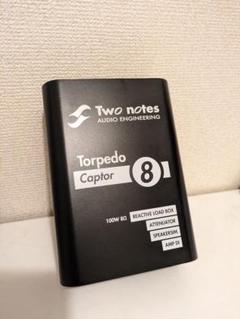 Two notes
AUDIO ENGINEERING
Torpedo
Captor
8
100W 8Ω
REACTIVE LOAD BOX
ATTENUATOR
SPEAKERSIM
AMP DI